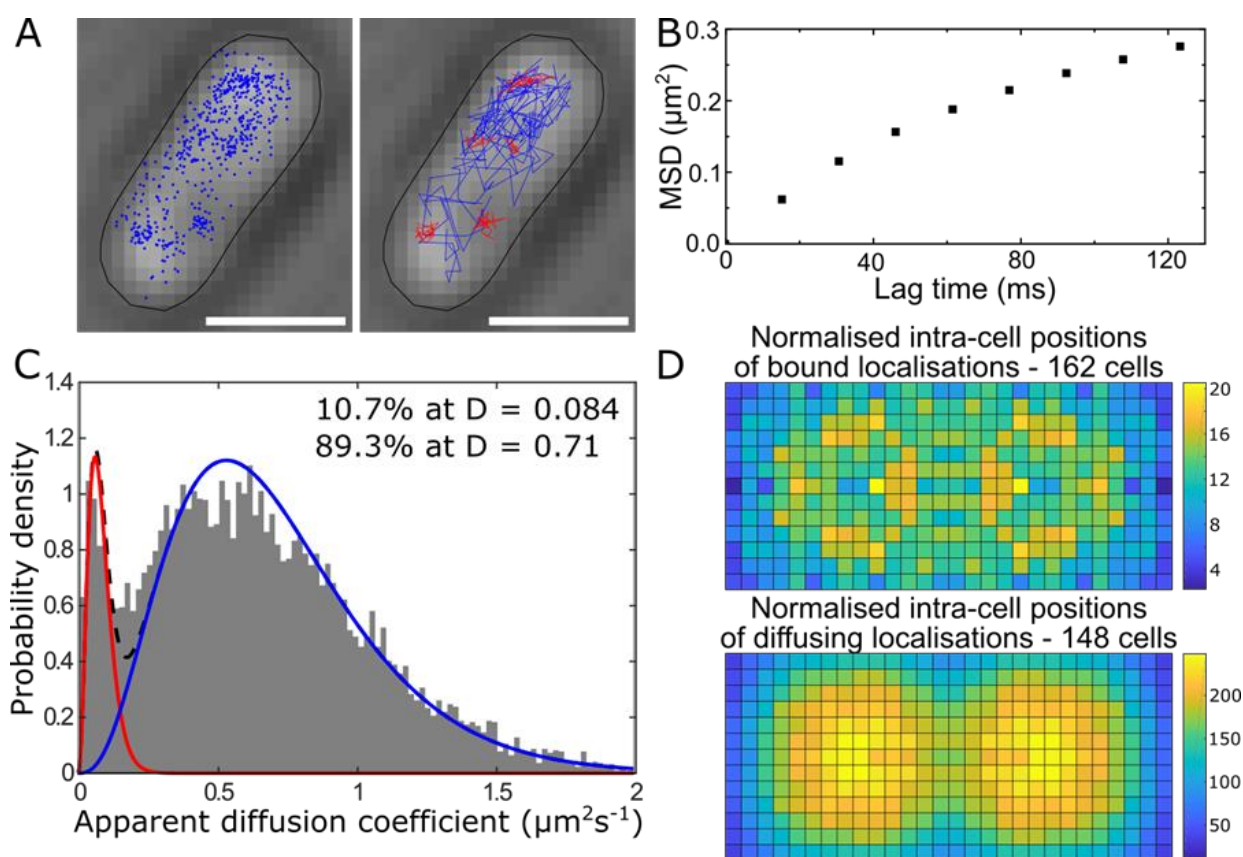 A
B
0.3
0.2
0.1
0.0
MSD (µm²)
0
40
80
120
Lag time (ms)
C
1.4
1.2
1
0.8
0.6
0.4
0.2
0
Probability density
10.7% at D = 0.084
89.3% at D = 0.71
0
0.5
1
1.5
2
Apparent diffusion coefficient (µm²s⁻¹)
D
Normalised intra-cell positions
of bound localisations - 162 cells
20
16
12
8
4
Normalised intra-cell positions
of diffusing localisations - 148 cells
200
150
100
50